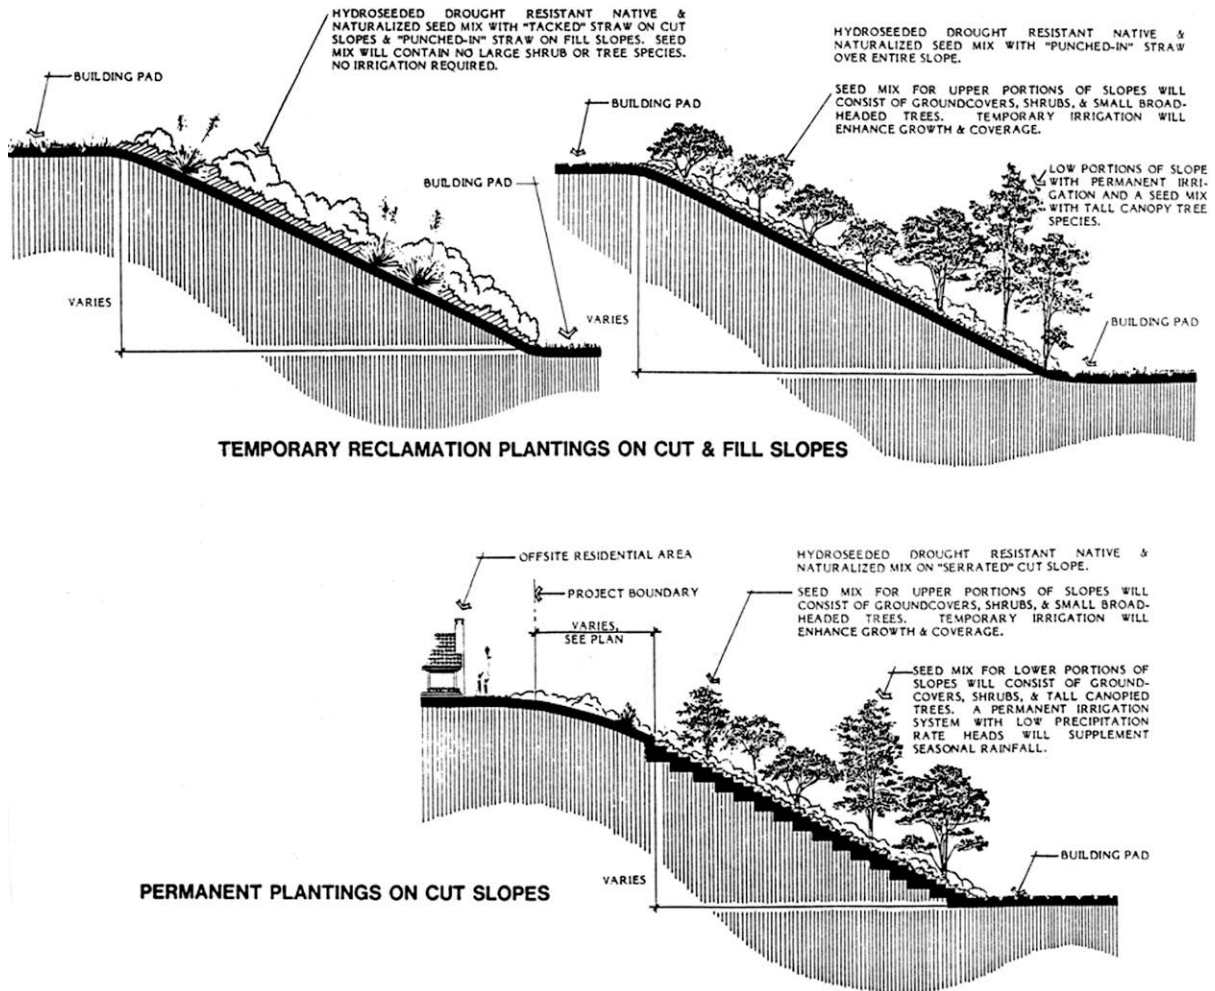 HYDROSEEDED DROUGHT RESISTANT NATIVE &
NATURALIZED SEED MIX WITH "TACKED" STRAW ON CUT
SLOPES & "PUNCHED-IN" STRAW ON FILL SLOPES. SEED
MIX WILL CONTAIN NO LARGE SHRUB OR TREE SPECIES.
NO IRRIGATION REQUIRED.
BUILDING PAD
BUILDING PAD
VARIES
HYDROSEEDED DROUGHT RESISTANT NATIVE &
NATURALIZED SEED MIX WITH "PUNCHED-IN" STRAW
OVER ENTIRE SLOPE.
SEED MIX FOR UPPER PORTIONS OF SLOPES WILL
CONSIST OF GROUNDCOVERS, SHRUBS, & SMALL BROAD-
HEADED TREES. TEMPORARY IRRIGATION WILL
ENHANCE GROWTH & COVERAGE.
BUILDING PAD
LOW PORTIONS OF SLOPE
WITH PERMANENT IRRI-
GATION AND A SEED MIX
WITH TALL CANOPY TREE
SPECIES.
VARIES
BUILDING PAD
TEMPORARY RECLAMATION PLANTINGS ON CUT & FILL SLOPES
OFFSITE RESIDENTIAL AREA
PROJECT BOUNDARY
VARIES,
SEE PLAN
HYDROSEEDED DROUGHT RESISTANT NATIVE &
NATURALIZED MIX ON "SERRATED" CUT SLOPE.
SEED MIX FOR UPPER PORTIONS OF SLOPES WILL
CONSIST OF GROUNDCOVERS, SHRUBS, & SMALL BROAD-
HEADED TREES. TEMPORARY IRRIGATION WILL
ENHANCE GROWTH & COVERAGE.
SEED MIX FOR LOWER PORTIONS OF
SLOPES WILL CONSIST OF GROUND-
COVERS, SHRUBS, & TALL CANOPIED
TREES. A PERMANENT IRRIGATION
SYSTEM WITH LOW PRECIPITATION
RATE HEADS WILL SUPPLEMENT
SEASONAL RAINFALL.
BUILDING PAD
VARIES
PERMANENT PLANTINGS ON CUT SLOPES